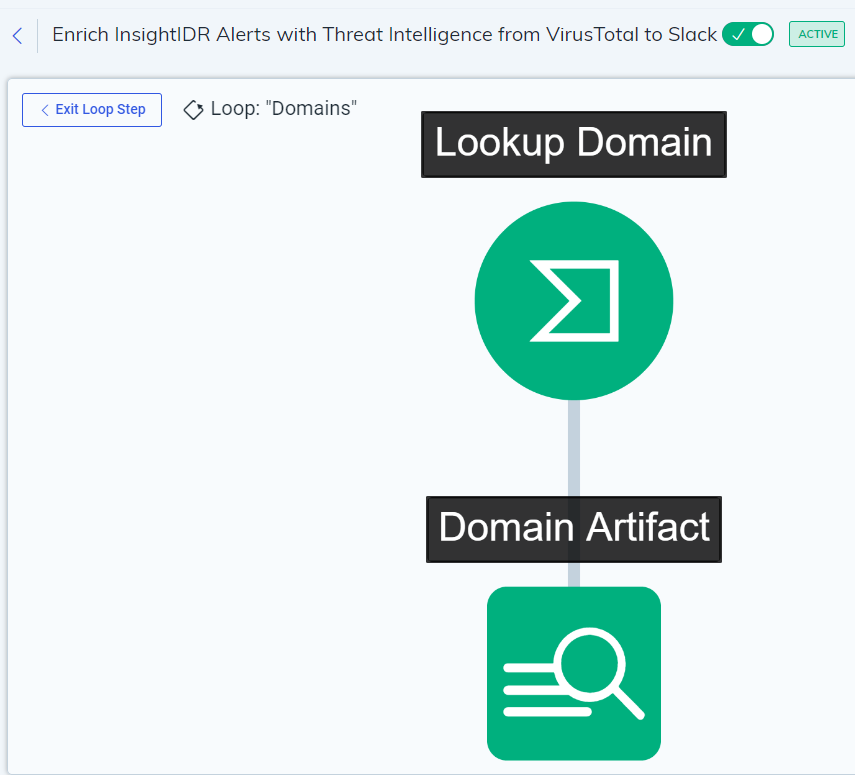 Enrich InsightIDR Alerts with Threat Intelligence from VirusTotal to Slack
ACTIVE
Exit Loop Step
Loop: "Domains"
Lookup Domain
Domain Artifact